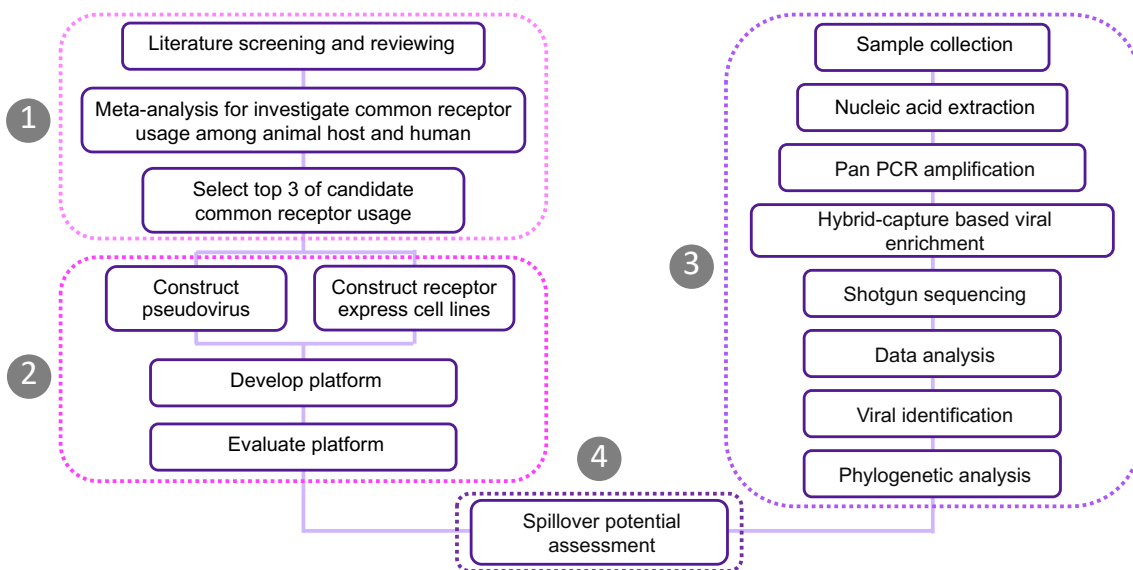 1
Literature screening and reviewing
Meta-analysis for investigate common receptor
usage among animal host and human
Select top 3 of candidate
common receptor usage
2
Construct
pseudovirus
Construct receptor
express cell lines
Develop platform
Evaluate platform
3
Sample collection
Nucleic acid extraction
Pan PCR amplification
Hybrid-capture based viral
enrichment
Shotgun sequencing
Data analysis
Viral identification
Phylogenetic analysis
4
Spillover potential
assessment